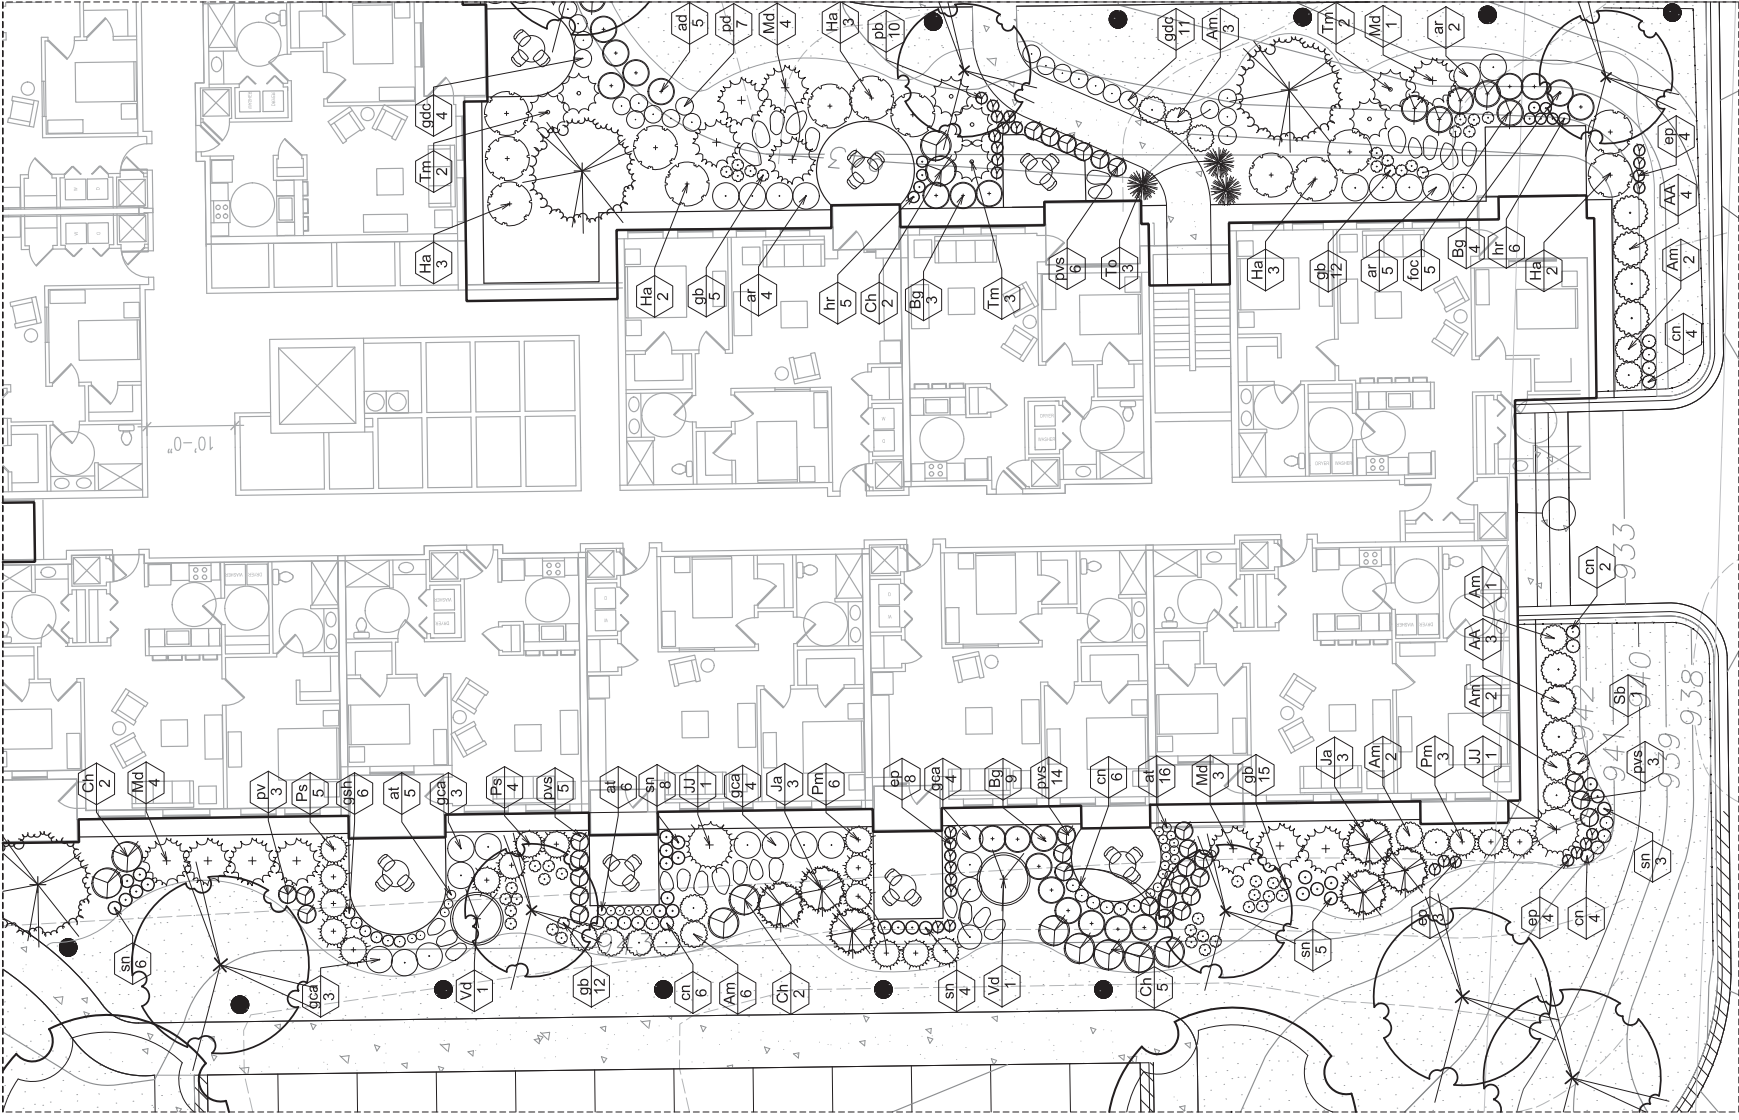 ad
5
pd
7
Md
4
Ha
3
pb
10
gdc
11
Am
3
Tm
2
Md
1
ar
2
gdc
4
Tm
2
Ha
3
ep
4
AA
4
Am
2
cn
4
Ha
2
gb
5
ar
4
hr
5
Ch
2
Bg
3
Tm
3
pvs
6
To
3
Ha
3
gb
12
ar
5
foc
5
Bg
4
hr
6
Ha
2
3
10'-0"
DRYER
WASHER
DRYER
WASHER
933
cn
2
Am
1
AA
3
Am
2
JJ
1
Sb
1
pvs
3
942
941
940
939
938
Ch
2
Md
4
pv
3
Ps
5
gsh
6
at
5
gca
3
Ps
4
pvs
5
at
6
sn
8
JJ
1
gca
4
Ja
3
Pm
6
ep
8
gca
4
Bg
9
pvs
14
cn
6
at
16
Md
3
gb
15
Ja
3
Am
2
Pm
3
sn
6
gca
3
Vd
1
gb
12
cn
6
Am
6
Ch
2
sn
4
Vd
1
Ch
5
sn
5
ep
3
ep
4
cn
4
sn
3